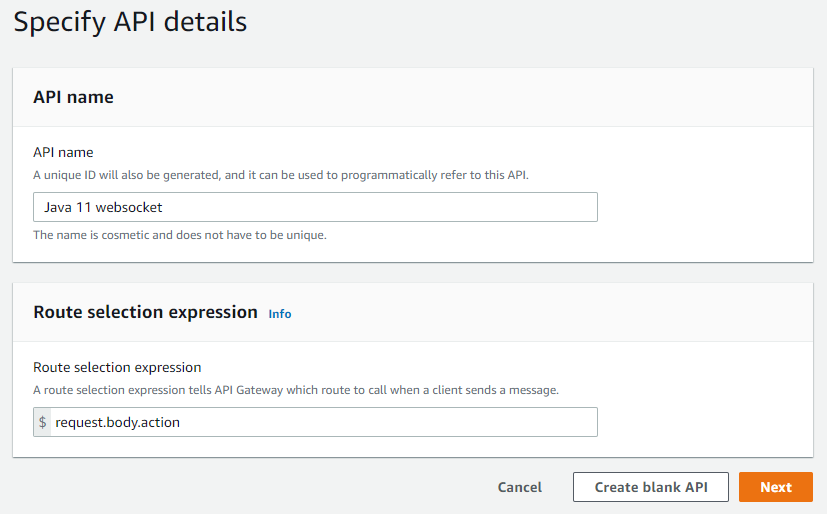 Specify API details
API name
API name
A unique ID will also be generated, and it can be used to programmatically refer to this API.
Java 11 websocket
The name is cosmetic and does not have to be unique.
Route selection expression Info
Route selection expression
A route selection expression tells API Gateway which route to call when a client sends a message.
$ request.body.action
Cancel Create blank API Next